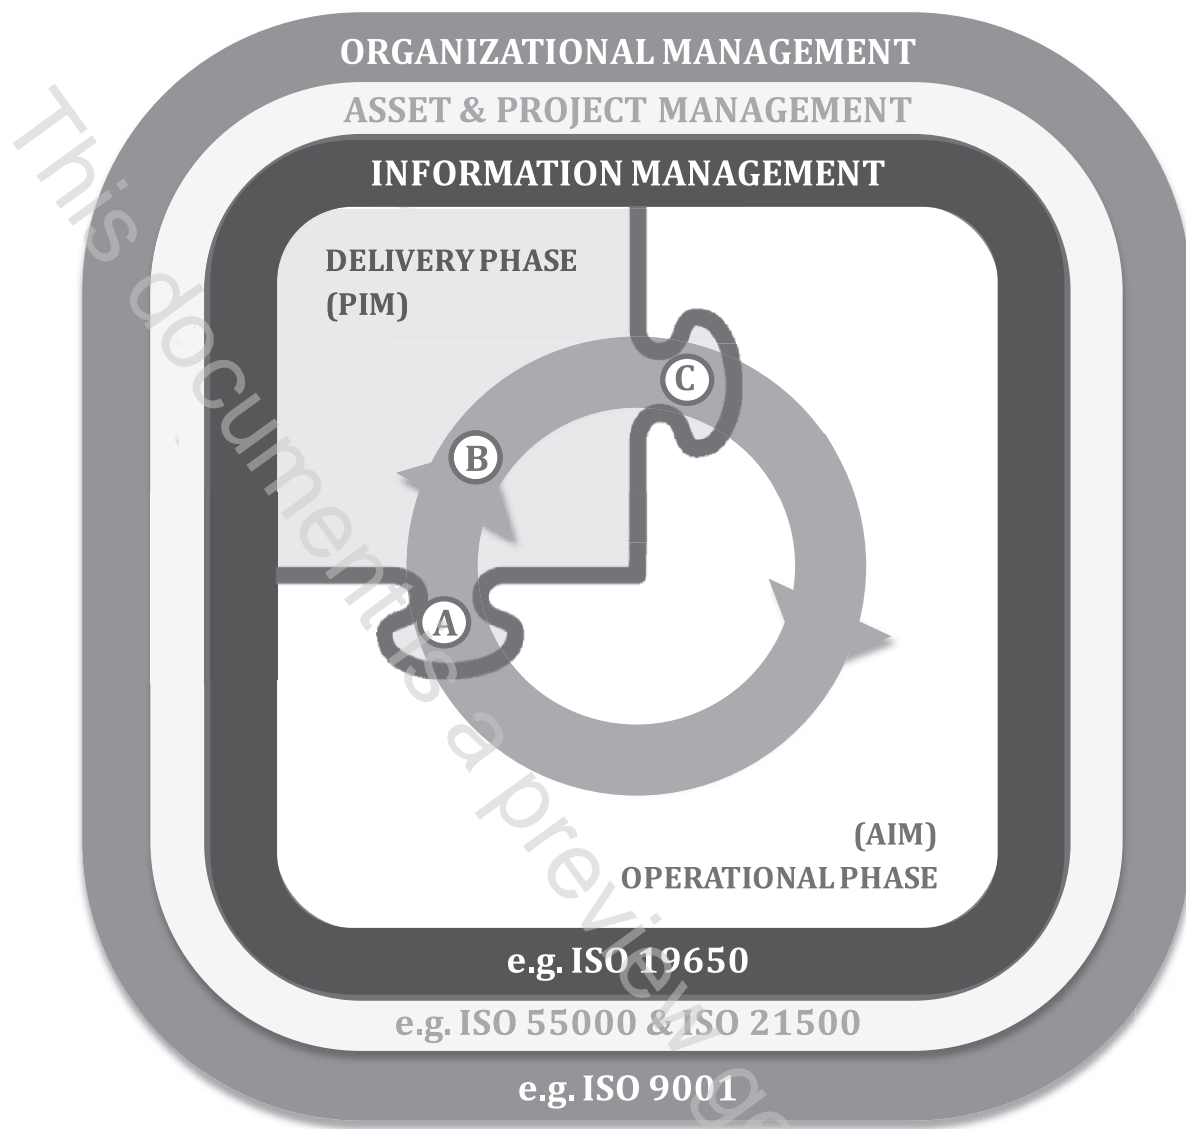 ORGANIZATIONAL MANAGEMENT
ASSET & PROJECT MANAGEMENT
INFORMATION MANAGEMENT
DELIVERY PHASE
(PIM)
C
B
A
(AIM)
OPERATIONAL PHASE
e.g. ISO 19650
e.g. ISO 55000 & ISO 21500
e.g. ISO 9001
This document is a preview ge